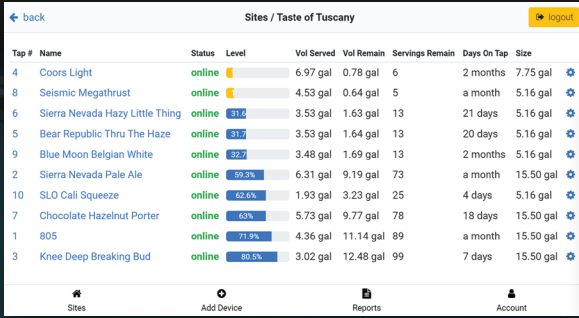 back Sites / Taste of Tuscany logout
Tap # Name Status Level Vol Served Vol Remain Servings Remain Days On Tap Size
4 Coors Light online 6.97 gal 0.78 gal 6 2 months 7.75 gal
8 Seismic Megathrust online 4.53 gal 0.64 gal 5 a month 5.16 gal
6 Sierra Nevada Hazy Little Thing online 31.6 3.53 gal 1.63 gal 13 21 days 5.16 gal
5 Bear Republic Thru The Haze online 31.7 3.53 gal 1.64 gal 13 20 days 5.16 gal
9 Blue Moon Belgian White online 32.7 3.48 gal 1.69 gal 13 2 months 5.16 gal
2 Sierra Nevada Pale Ale online 59.3% 6.31 gal 9.19 gal 73 a month 15.50 gal
10 SLO Cali Squeeze online 62.6% 1.93 gal 3.23 gal 25 4 days 5.16 gal
7 Chocolate Hazelnut Porter online 63% 5.73 gal 9.77 gal 78 18 days 15.50 gal
1 805 online 71.9% 4.36 gal 11.14 gal 89 a month 15.50 gal
3 Knee Deep Breaking Bud online 80.5% 3.02 gal 12.48 gal 99 7 days 15.50 gal
Sites Add Device Reports Account